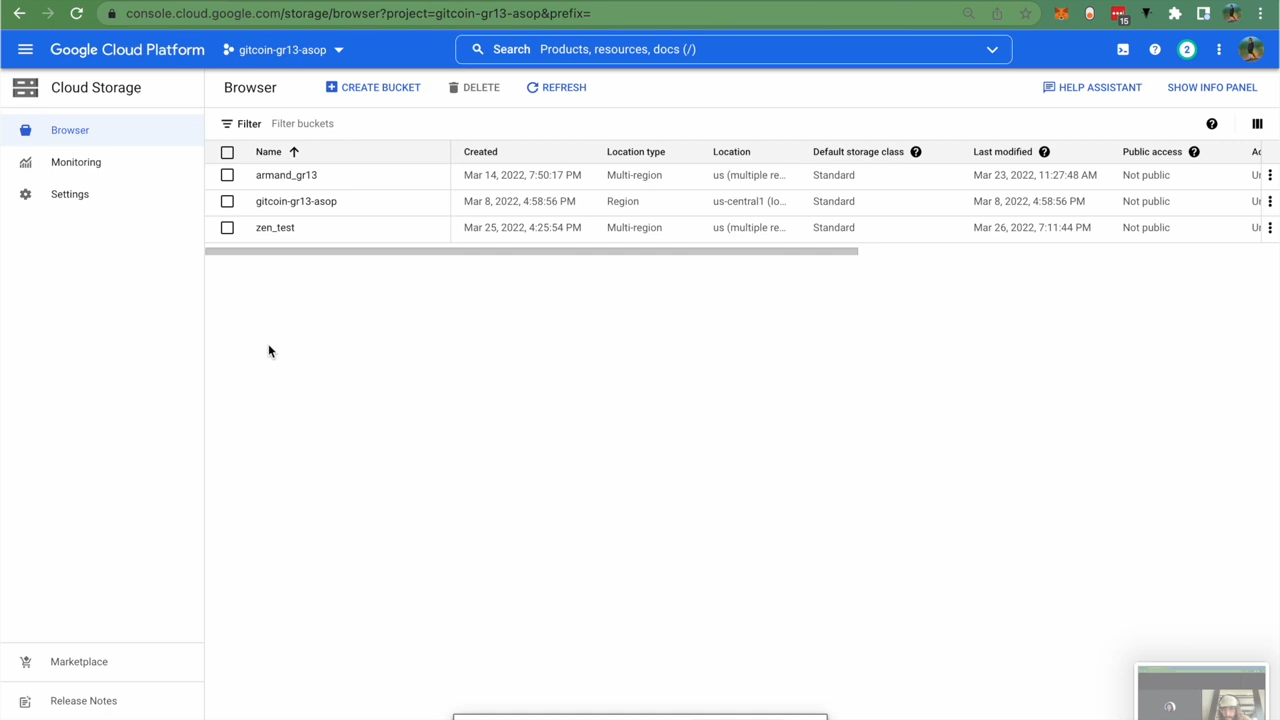 console.cloud.google.com/storage/browser?project=gitcoin-gr13-asop&prefix=
15
Google Cloud Platform
gitcoin-gr13-asop
Search Products, resources, docs (/)
2
Cloud Storage
Browser
CREATE BUCKET
DELETE
REFRESH
HELP ASSISTANT
SHOW INFO PANEL
Browser
Monitoring
Settings
Filter Filter buckets
Name Created Location type Location Default storage class Last modified Public access Ac
armand_gr13 Mar 14, 2022, 7:50:17 PM Multi-region us (multiple re… Standard Mar 23, 2022, 11:27:48 AM Not public Ur
gitcoin-gr13-asop Mar 8, 2022, 4:58:56 PM Region us-central1 (lo… Standard Mar 8, 2022, 4:58:56 PM Not public Ur
zen_test Mar 25, 2022, 4:25:54 PM Multi-region us (multiple re… Standard Mar 26, 2022, 7:11:44 PM Not public Ur
Marketplace
Release Notes